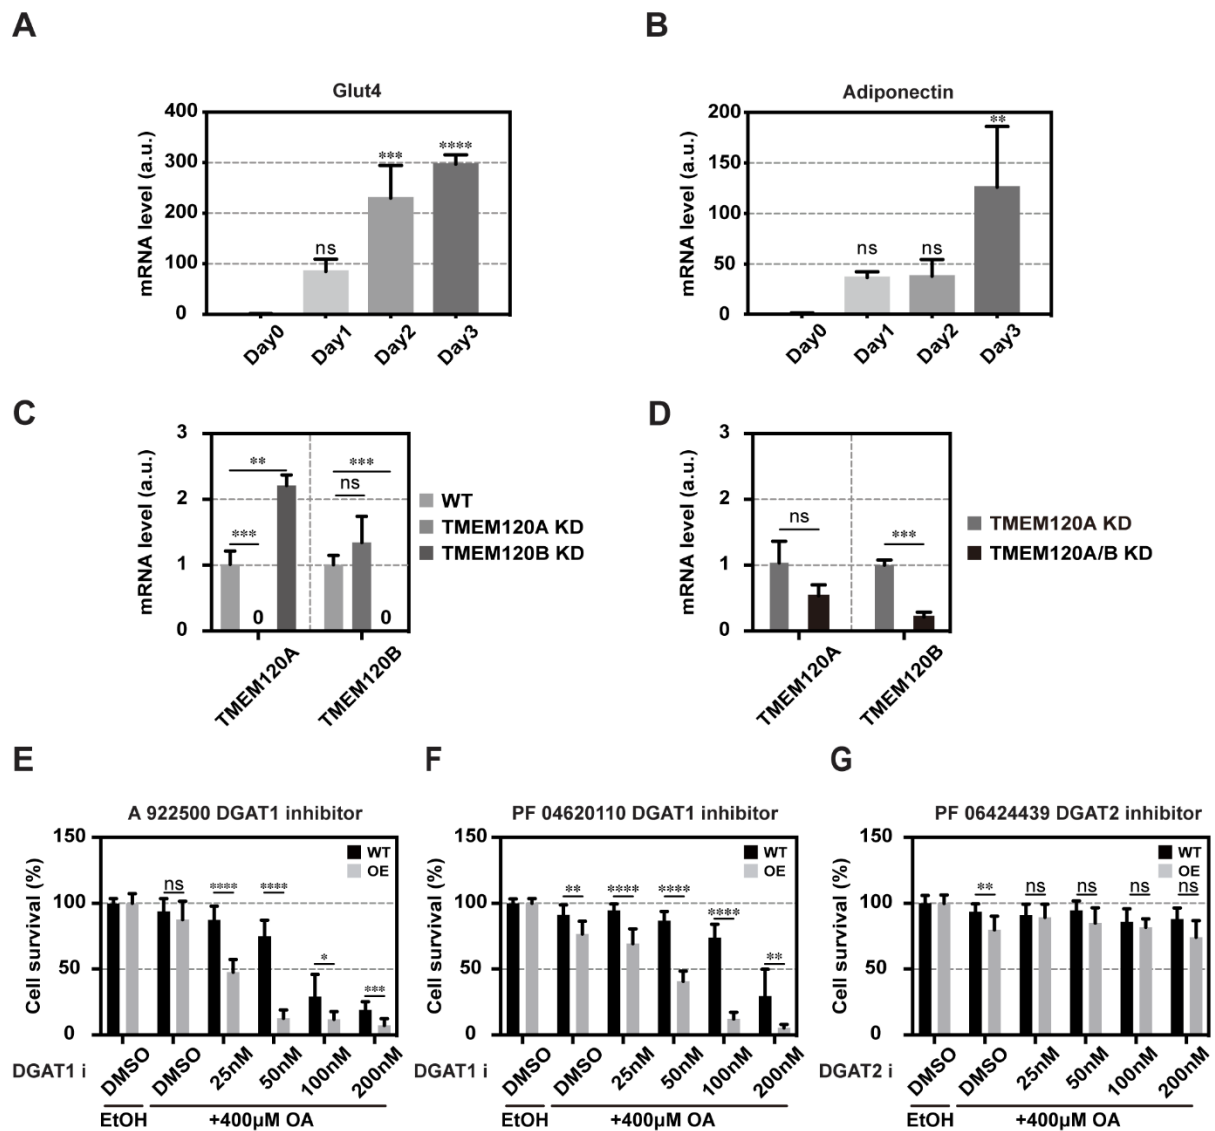 A
B
Glut4
Adiponectin
mRNA level (a.u.)
400
300
200
100
0
ns
***
****
Day0
Day1
Day2
Day3
mRNA level (a.u.)
200
150
100
50
0
ns
ns
**
Day0
Day1
Day2
Day3
C
D
mRNA level (a.u.)
3
2
1
0
**
***
ns
***
0
0
TMEM120A
TMEM120B
WT
TMEM120A KD
TMEM120B KD
mRNA level (a.u.)
3
2
1
0
ns
***
TMEM120A
TMEM120B
TMEM120A KD
TMEM120A/B KD
E
F
G
A 922500 DGAT1 inhibitor
PF 04620110 DGAT1 inhibitor
PF 06424439 DGAT2 inhibitor
Cell survival (%)
150
100
50
0
WT
OE
ns
****
****
*
***
DGAT1 i
DMSO
DMSO
25nM
50nM
100nM
200nM
EtOH
+400µM OA
Cell survival (%)
150
100
50
0
WT
OE
**
****
****
****
**
DGAT1 i
DMSO
DMSO
25nM
50nM
100nM
200nM
EtOH
+400µM OA
Cell survival (%)
150
100
50
0
WT
OE
**
ns
ns
ns
ns
DGAT2 i
DMSO
DMSO
25nM
50nM
100nM
200nM
EtOH
+400µM OA